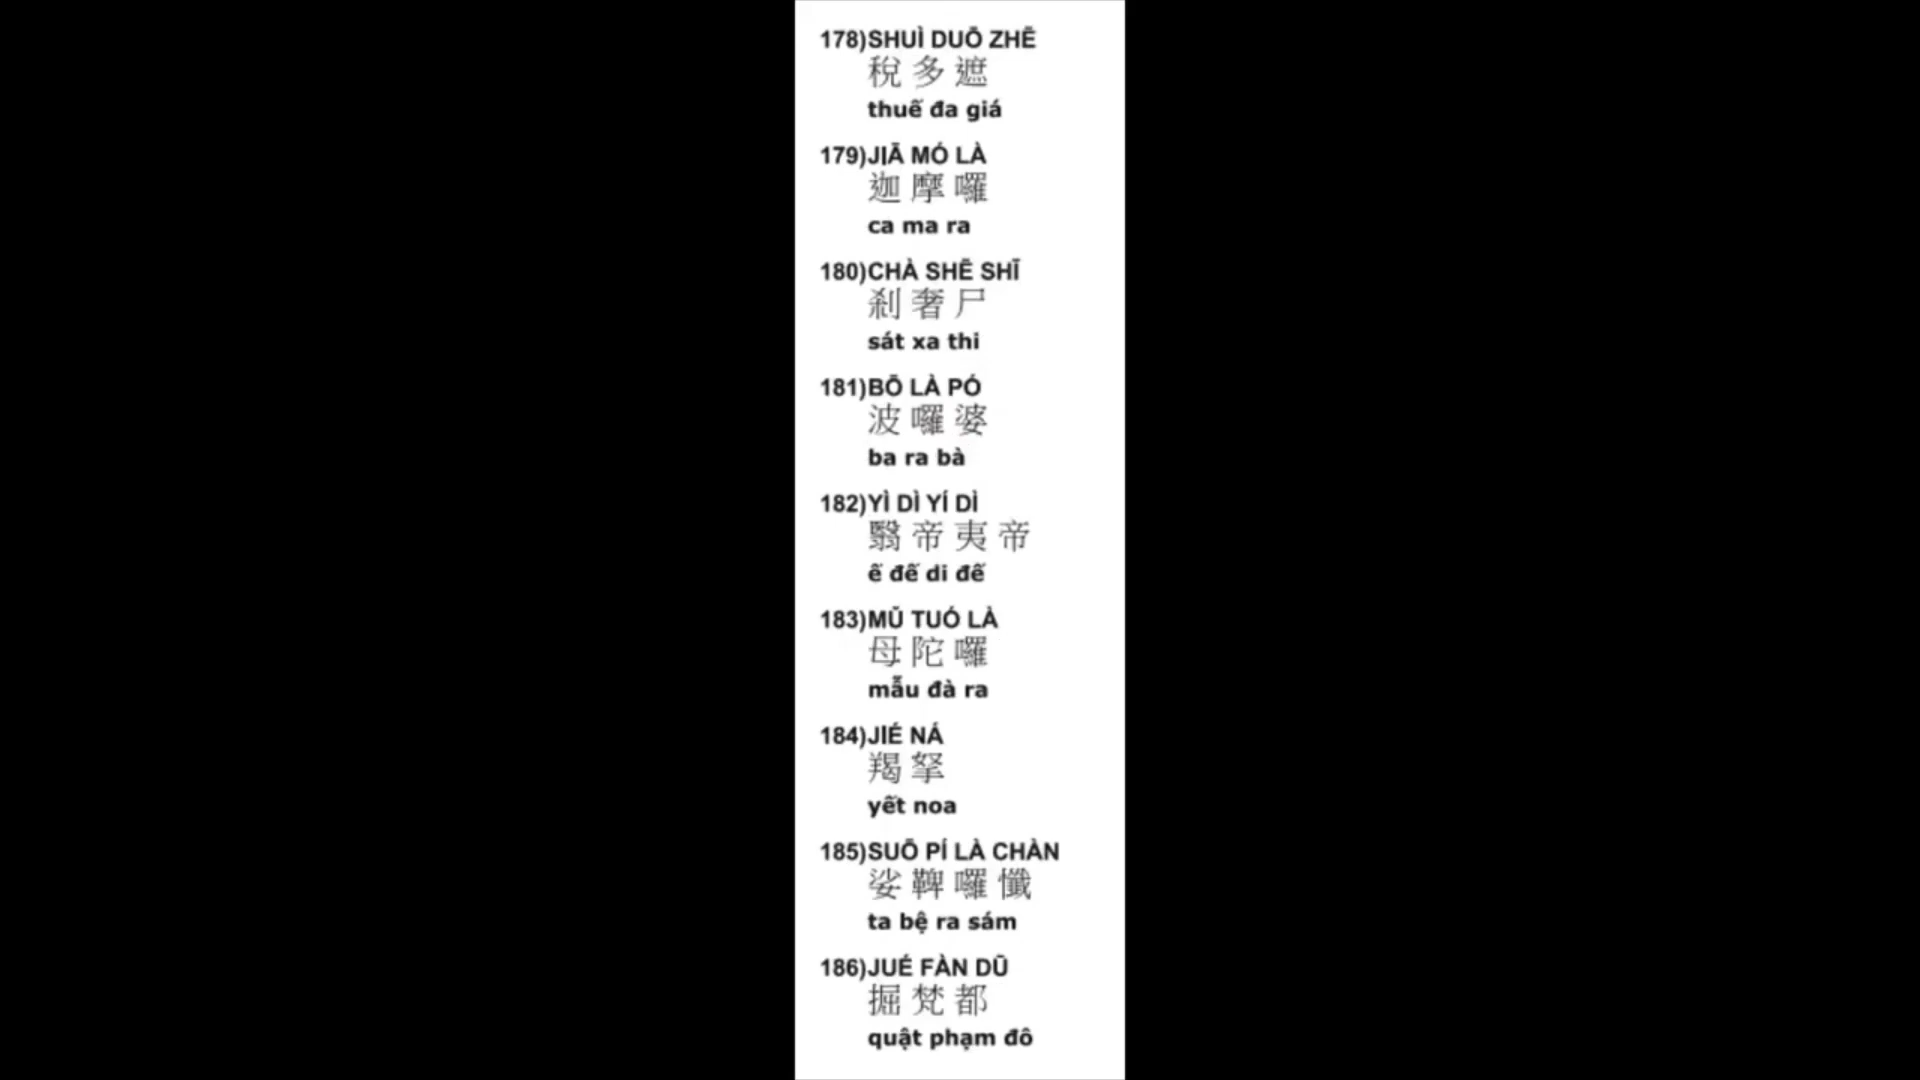 178)SHUÌ DUŌ ZHĒ
稅 多 遮
thuế đa giá
179)JIĀ MÓ LÀ
迦 摩 囉
ca ma ra
180)CHÀ SHĒ SHĪ
剎 奢 尸
sát xa thi
181)BŌ LÀ PÓ
波 囉 婆
ba ra bà
182)YÌ DÌ YÍ DÌ
翳 帝 夷 帝
ế đế di đế
183)MŬ TUÓ LÀ
母 陀 囉
mẫu đà ra
184)JIÉ NÁ
羯 拏
yết noa
185)SUŌ PÍ LÀ CHÀN
娑 鞞 囉 懺
ta bệ ra sám
186)JUÉ FÀN DŪ
掘 梵 都
quật phạm đô